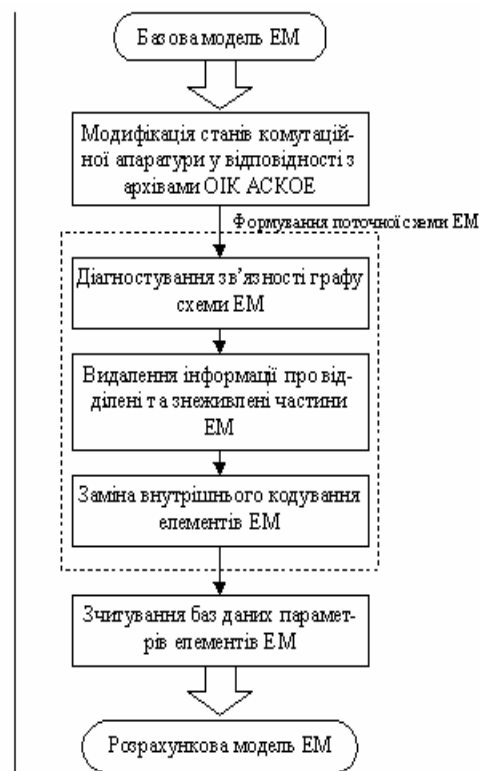 Базова модель ЕМ
Модифікація станів комутацій-
ної апаратури у відповідності з
архівами ОІК АСКОЕ
Формування поточної схеми ЕМ
Діагностування зв’язності графу
схеми ЕМ
Видалення інформації про від-
ділені та знеживлені частини
ЕМ
Заміна внутрішнього кодування
елементів ЕМ
Зчитування баз даних парамет-
рів елементів ЕМ
Розрахункова модель ЕМ